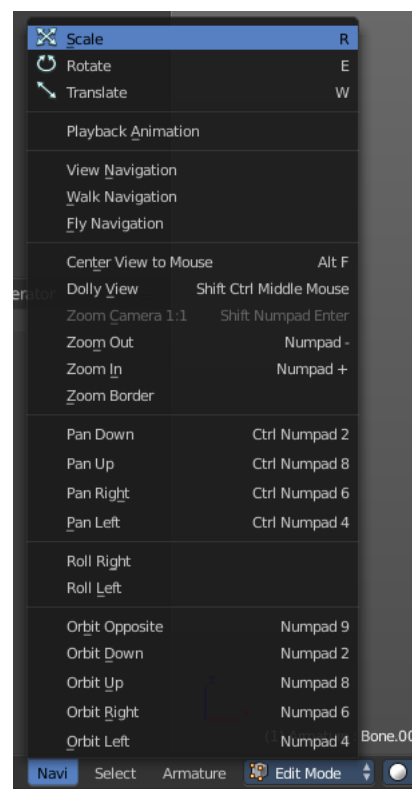 Scale R
Rotate E
Translate W
Playback Animation
View Navigation
Walk Navigation
Fly Navigation
Center View to Mouse Alt F
Dolly View Shift Ctrl Middle Mouse
Zoom Camera 1:1 Shift Numpad Enter
Zoom Out Numpad -
Zoom In Numpad +
Zoom Border
Pan Down Ctrl Numpad 2
Pan Up Ctrl Numpad 8
Pan Right Ctrl Numpad 6
Pan Left Ctrl Numpad 4
Roll Right
Roll Left
Orbit Opposite Numpad 9
Orbit Down Numpad 2
Orbit Up Numpad 8
Orbit Right Numpad 6
Orbit Left Numpad 4
Bone.00
Navi Select Armature Edit Mode